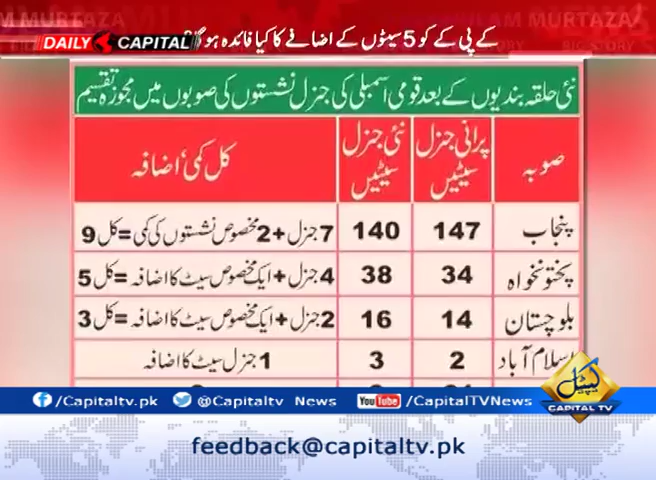 کے پی کے کو 5 سیٹوں کے اضافے کا کیا فائدہ ہوگا؟
DAILY CAPITAL
MURTAZA
نئی حلقہ بندیوں کے بعد قومی اسمبلی کی جنرل نشستوں کی صوبوں میں مجوزہ تقسیم
صوبہ پرانی جنرل سیٹیں نئی جنرل سیٹیں کل کمی، اضافہ
پنجاب 147 140 7 جنرل + 2 مخصوص نشستوں کی کمی = کل 9
پختونخواہ 34 38 4 جنرل + ایک مخصوص سیٹ کا اضافہ = کل 5
بلوچستان 14 16 2 جنرل + ایک مخصوص سیٹ کا اضافہ = کل 3
اسلام آباد 2 3 1 جنرل سیٹ کا اضافہ
/Capitaltv.pk @Capitaltv News YouTube /CapitalTVNews
کیپیٹل
CAPITAL TV
feedback@capitaltv.pk